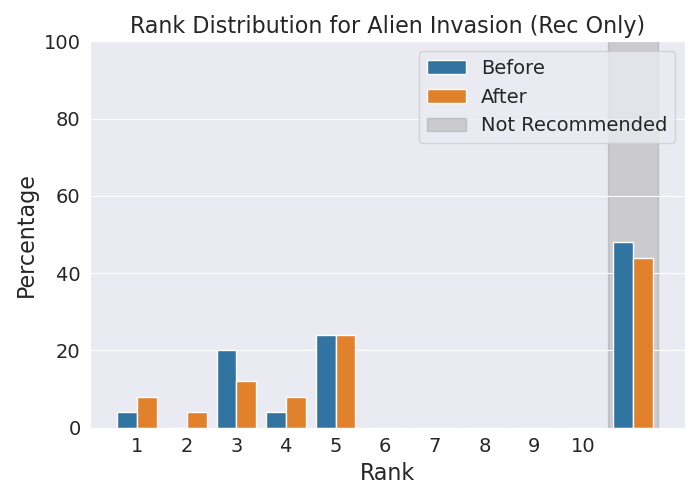 Rank Distribution for Alien Invasion (Rec Only)
100
80
60
40
20
0
Percentage
Before
After
Not Recommended
1 2 3 4 5 6 7 8 9 10
Rank